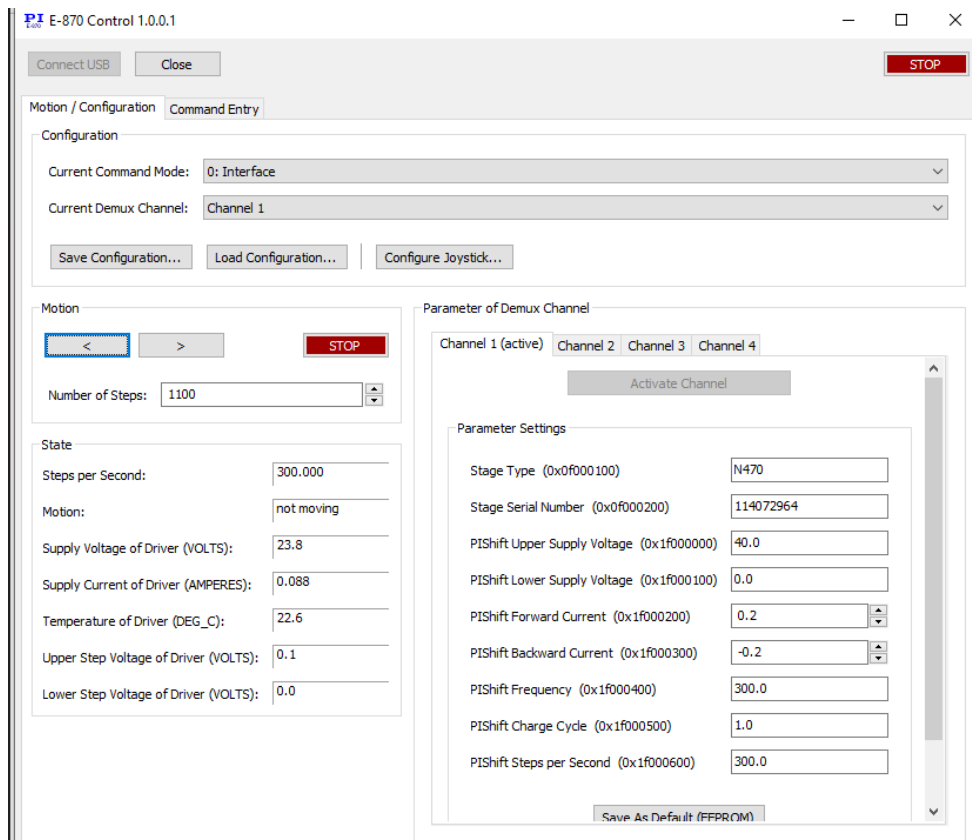 PI E-870 E-870 Control 1.0.0.1
Connect USB Close STOP
Motion / Configuration Command Entry
Configuration
Current Command Mode: 0: Interface
Current Demux Channel: Channel 1
Save Configuration... Load Configuration... Configure Joystick...
Motion
< > STOP
Number of Steps: 1100
State
Steps per Second: 300.000
Motion: not moving
Supply Voltage of Driver (VOLTS): 23.8
Supply Current of Driver (AMPERES): 0.088
Temperature of Driver (DEG_C): 22.6
Upper Step Voltage of Driver (VOLTS): 0.1
Lower Step Voltage of Driver (VOLTS): 0.0
Parameter of Demux Channel
Channel 1 (active) Channel 2 Channel 3 Channel 4
Activate Channel
Parameter Settings
Stage Type (0x0f000100) N470
Stage Serial Number (0x0f000200) 114072964
PIShift Upper Supply Voltage (0x1f000000) 40.0
PIShift Lower Supply Voltage (0x1f000100) 0.0
PIShift Forward Current (0x1f000200) 0.2
PIShift Backward Current (0x1f000300) -0.2
PIShift Frequency (0x1f000400) 300.0
PIShift Charge Cycle (0x1f000500) 1.0
PIShift Steps per Second (0x1f000600) 300.0
Save As Default (EEPROM)